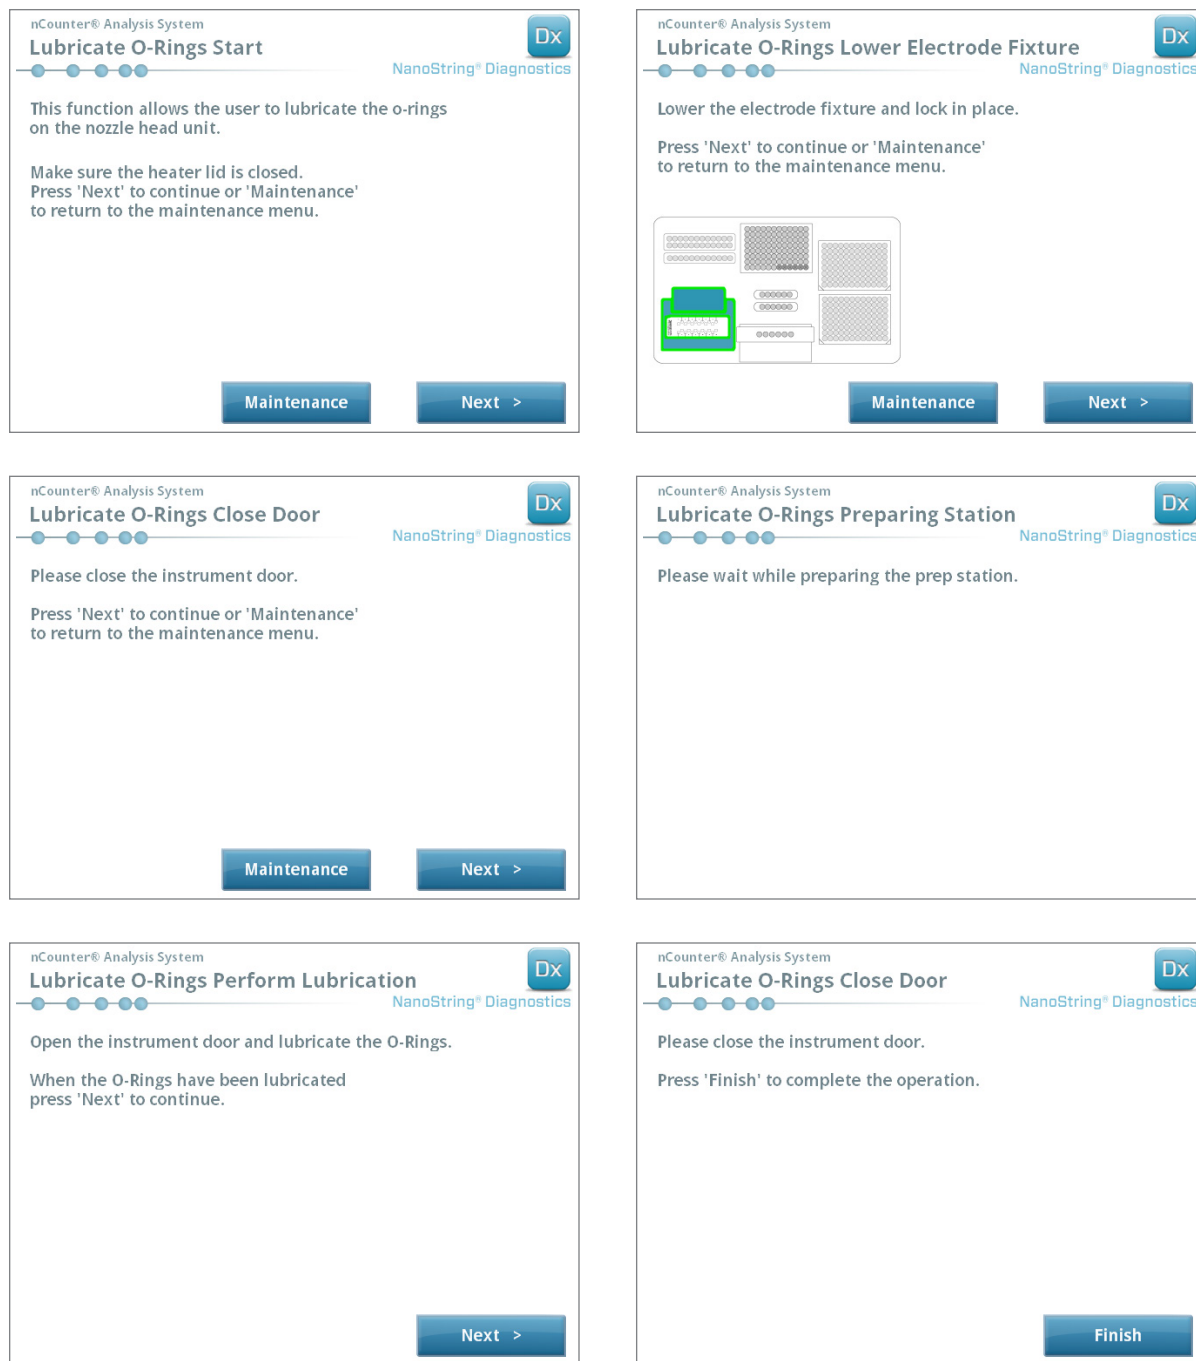 nCounter® Analysis System
Lubricate O-Rings Start
Dx
NanoString® Diagnostics
This function allows the user to lubricate the o-rings
on the nozzle head unit.
Make sure the heater lid is closed.
Press 'Next' to continue or 'Maintenance'
to return to the maintenance menu.
Maintenance
Next >
nCounter® Analysis System
Lubricate O-Rings Lower Electrode Fixture
Dx
NanoString® Diagnostics
Lower the electrode fixture and lock in place.
Press 'Next' to continue or 'Maintenance'
to return to the maintenance menu.
Maintenance
Next >
nCounter® Analysis System
Lubricate O-Rings Close Door
Dx
NanoString® Diagnostics
Please close the instrument door.
Press 'Next' to continue or 'Maintenance'
to return to the maintenance menu.
Maintenance
Next >
nCounter® Analysis System
Lubricate O-Rings Preparing Station
Dx
NanoString® Diagnostics
Please wait while preparing the prep station.
nCounter® Analysis System
Lubricate O-Rings Perform Lubrication
Dx
NanoString® Diagnostics
Open the instrument door and lubricate the O-Rings.
When the O-Rings have been lubricated
press 'Next' to continue.
Next >
nCounter® Analysis System
Lubricate O-Rings Close Door
Dx
NanoString® Diagnostics
Please close the instrument door.
Press 'Finish' to complete the operation.
Finish